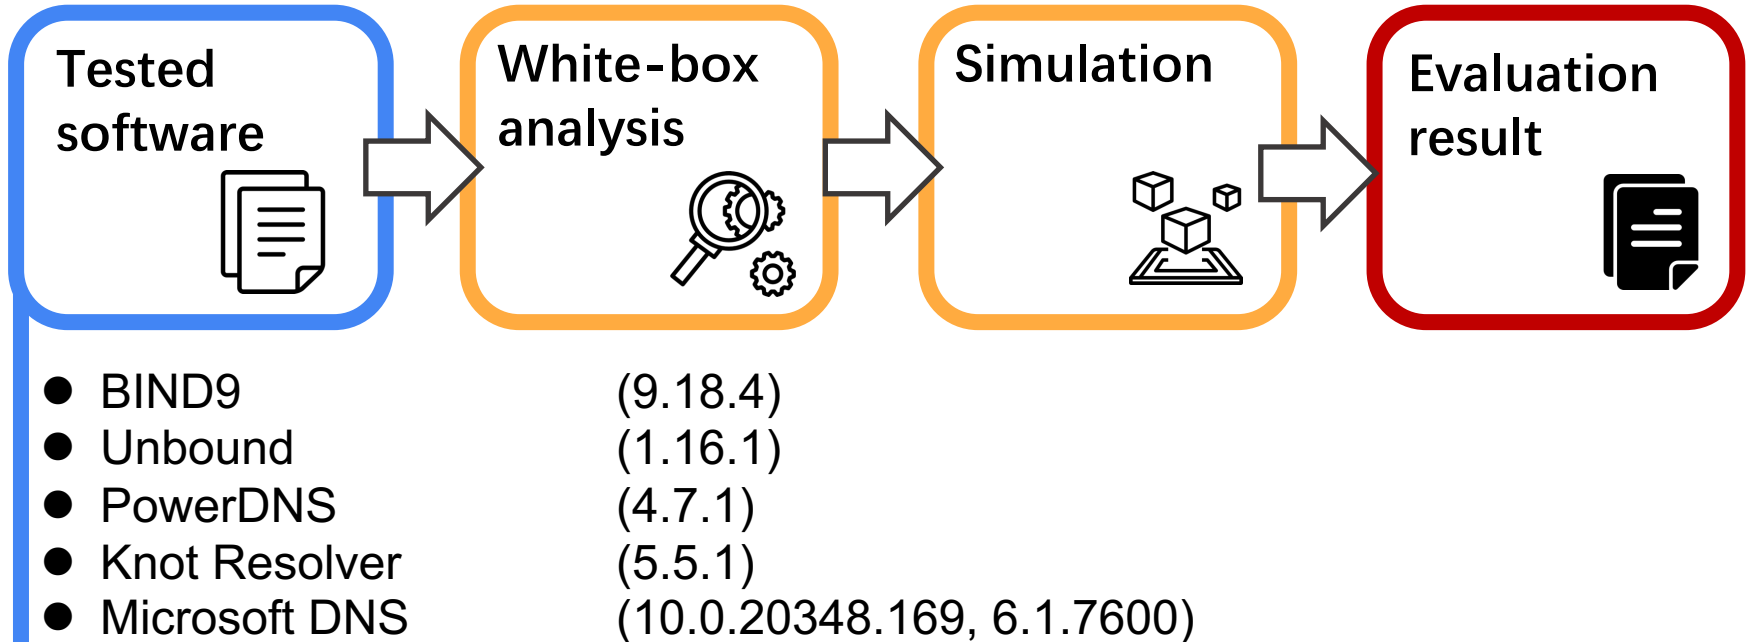 Tested
software
White-box
analysis
Simulation
Evaluation
result
● BIND9 (9.18.4)
● Unbound (1.16.1)
● PowerDNS (4.7.1)
● Knot Resolver (5.5.1)
● Microsoft DNS (10.0.20348.169, 6.1.7600)